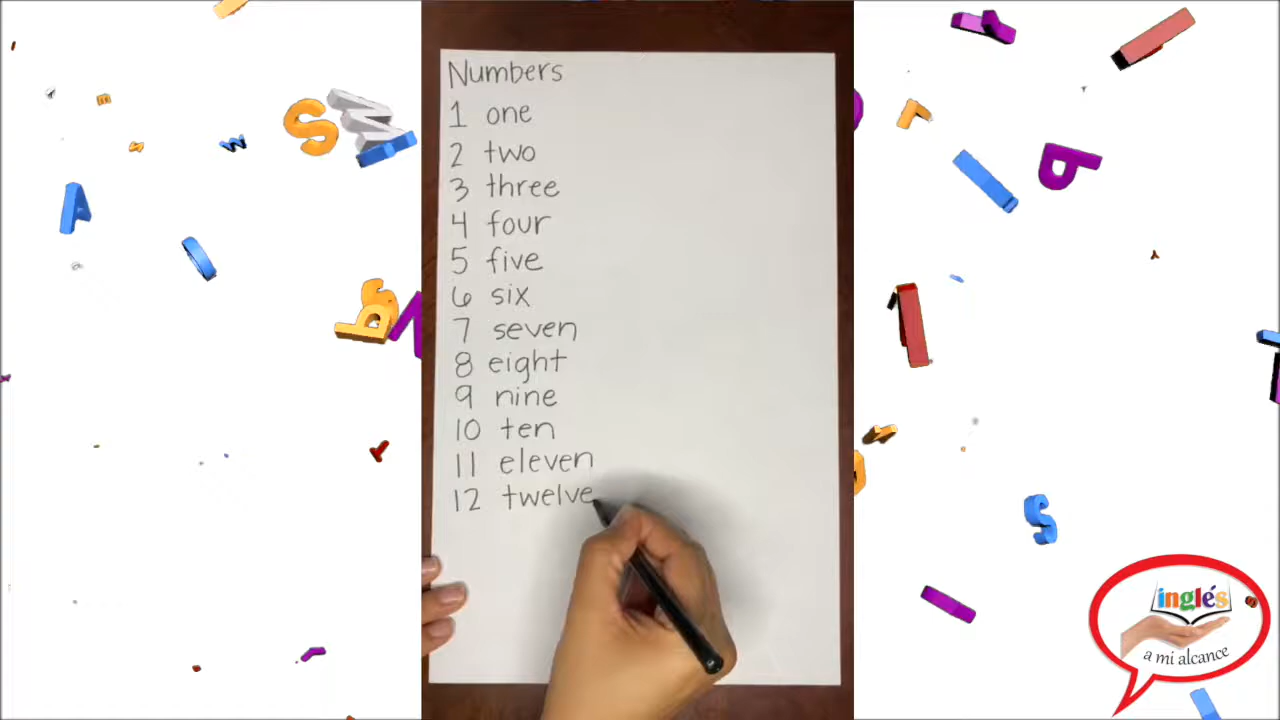 Numbers
1 one
2 two
3 three
4 four
5 five
6 six
7 seven
8 eight
9 nine
10 ten
11 eleven
12 twelve
inglés
a mi alcance